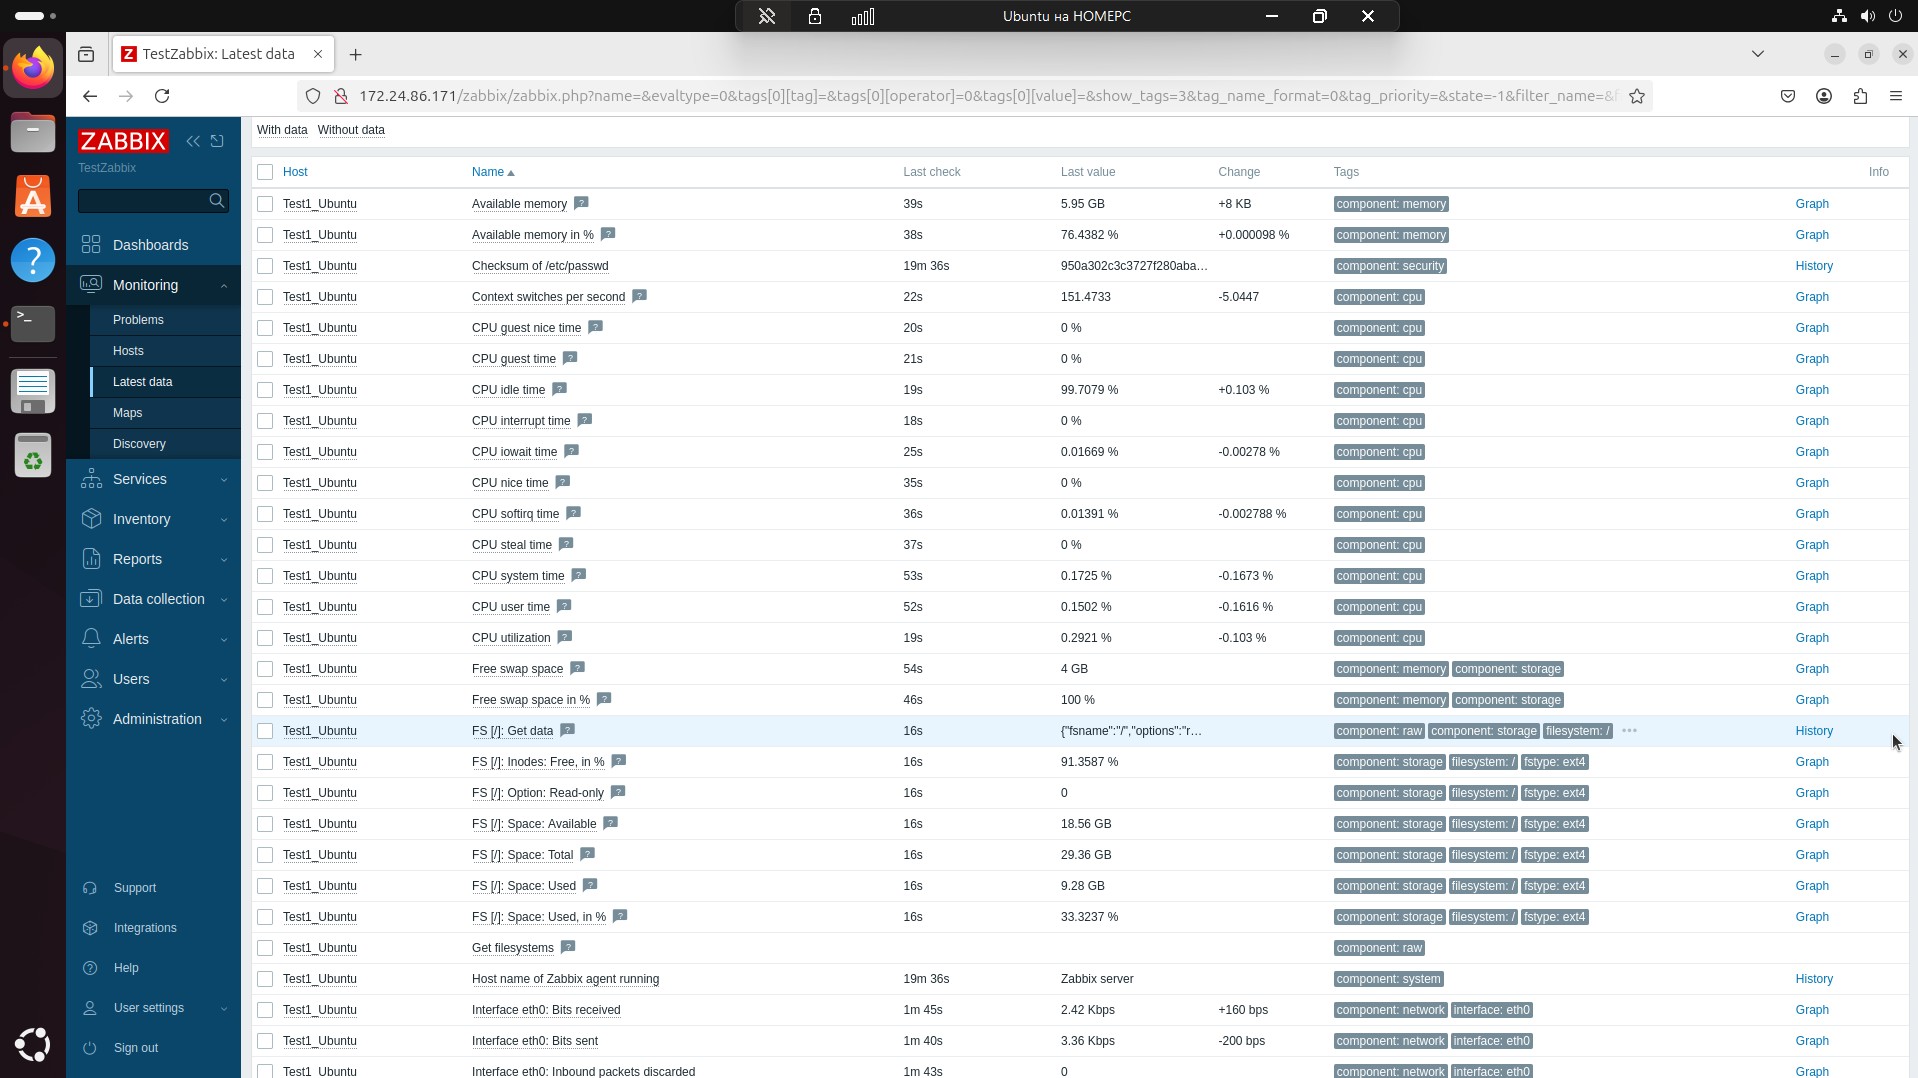 Ubuntu на HOMEPC
TestZabbix: Latest data
172.24.86.171/zabbix/zabbix.php?name=&evaltype=0&tags[0][tag]=&tags[0][operator]=0&tags[0][value]=&show_tags=3&tag_name_format=0&tag_priority=&state=-1&filter_name=&f
ZABBIX
TestZabbix
Dashboards
Monitoring
Problems
Hosts
Latest data
Maps
Discovery
Services
Inventory
Reports
Data collection
Alerts
Users
Administration
Support
Integrations
Help
User settings
Sign out
With data Without data
Host Name Last check Last value Change Tags Info
Test1_Ubuntu Available memory 39s 5.95 GB +8 KB component: memory Graph
Test1_Ubuntu Available memory in % 38s 76.4382 % +0.000098 % component: memory Graph
Test1_Ubuntu Checksum of /etc/passwd 19m 36s 950a302c3c3727f280aba... component: security History
Test1_Ubuntu Context switches per second 22s 151.4733 -5.0447 component: cpu Graph
Test1_Ubuntu CPU guest nice time 20s 0 % component: cpu Graph
Test1_Ubuntu CPU guest time 21s 0 % component: cpu Graph
Test1_Ubuntu CPU idle time 19s 99.7079 % +0.103 % component: cpu Graph
Test1_Ubuntu CPU interrupt time 18s 0 % component: cpu Graph
Test1_Ubuntu CPU iowait time 25s 0.01669 % -0.00278 % component: cpu Graph
Test1_Ubuntu CPU nice time 35s 0 % component: cpu Graph
Test1_Ubuntu CPU softirq time 36s 0.01391 % -0.002788 % component: cpu Graph
Test1_Ubuntu CPU steal time 37s 0 % component: cpu Graph
Test1_Ubuntu CPU system time 53s 0.1725 % -0.1673 % component: cpu Graph
Test1_Ubuntu CPU user time 52s 0.1502 % -0.1616 % component: cpu Graph
Test1_Ubuntu CPU utilization 19s 0.2921 % -0.103 % component: cpu Graph
Test1_Ubuntu Free swap space 54s 4 GB component: memory component: storage Graph
Test1_Ubuntu Free swap space in % 46s 100 % component: memory component: storage Graph
Test1_Ubuntu FS [/]: Get data 16s {"fsname":"/","options":"r... component: raw component: storage filesystem: / ••• History
Test1_Ubuntu FS [/]: Inodes: Free, in % 16s 91.3587 % component: storage filesystem: / fstype: ext4 Graph
Test1_Ubuntu FS [/]: Option: Read-only 16s 0 component: storage filesystem: / fstype: ext4 Graph
Test1_Ubuntu FS [/]: Space: Available 16s 18.56 GB component: storage filesystem: / fstype: ext4 Graph
Test1_Ubuntu FS [/]: Space: Total 16s 29.36 GB component: storage filesystem: / fstype: ext4 Graph
Test1_Ubuntu FS [/]: Space: Used 16s 9.28 GB component: storage filesystem: / fstype: ext4 Graph
Test1_Ubuntu FS [/]: Space: Used, in % 16s 33.3237 % component: storage filesystem: / fstype: ext4 Graph
Test1_Ubuntu Get filesystems component: raw
Test1_Ubuntu Host name of Zabbix agent running 19m 36s Zabbix server component: system History
Test1_Ubuntu Interface eth0: Bits received 1m 45s 2.42 Kbps +160 bps component: network interface: eth0 Graph
Test1_Ubuntu Interface eth0: Bits sent 1m 40s 3.36 Kbps -200 bps component: network interface: eth0 Graph
Test1_Ubuntu Interface eth0: Inbound packets discarded 1m 43s 0 component: network interface: eth0 Graph